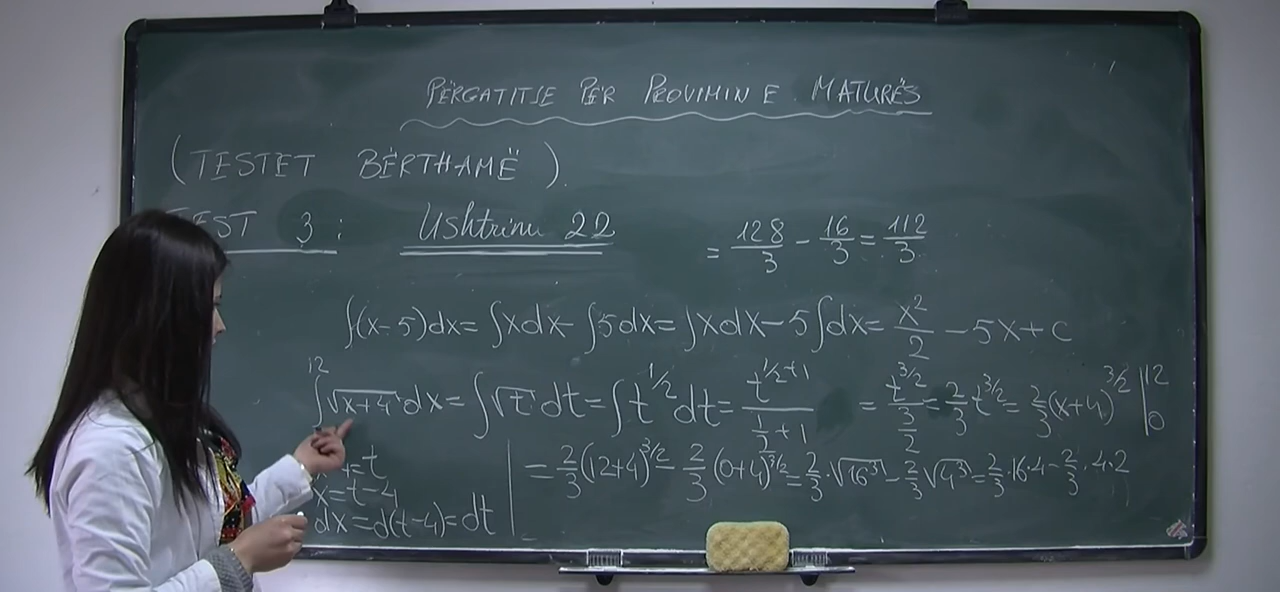 PËRGATITJE PËR PROVIMIN E MATURËS
(TESTET BËRTHAMË).
TEST 3: Ushtrimi 22
= 128/3 - 16/3 = 112/3
∫(x-5)dx = ∫xdx - ∫5dx = ∫xdx - 5∫dx = x²/2 - 5x + c
∫¹² √(x+4) dx = ∫√t dt = ∫t^(1/2) dt = t^(1/2+1)/(1/2+1) = t^(3/2)/(3/2) = 2/3 t^(3/2) = 2/3 (x+4)^(3/2) |₀¹²
= t
x = t-4
dx = d(t-4) = dt
= 2/3 (12+4)^(3/2) - 2/3 (0+4)^(3/2) = 2/3 · √16³ - 2/3 √4³ = 2/3 · 16 · 4 - 2/3 · 4 · 2